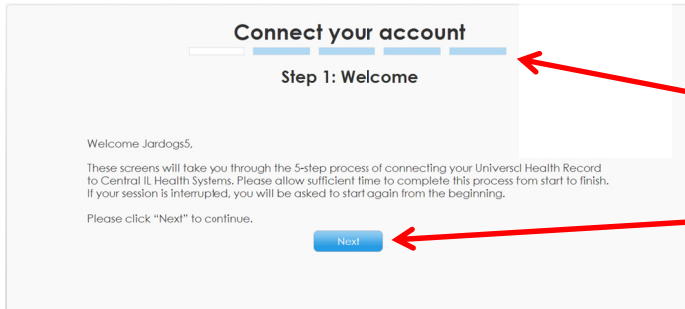 Connect your account
Step 1: Welcome
Welcome Jardogs5,
These screens will take you through the 5-step process of connecting your Universcl Health Record
to Central IL Health Systems. Please allow sufficient time to complete this process fom start to finish.
If your session is interrupted, you will be asked to start again from the beginning.
Please click “Next” to continue.
Next